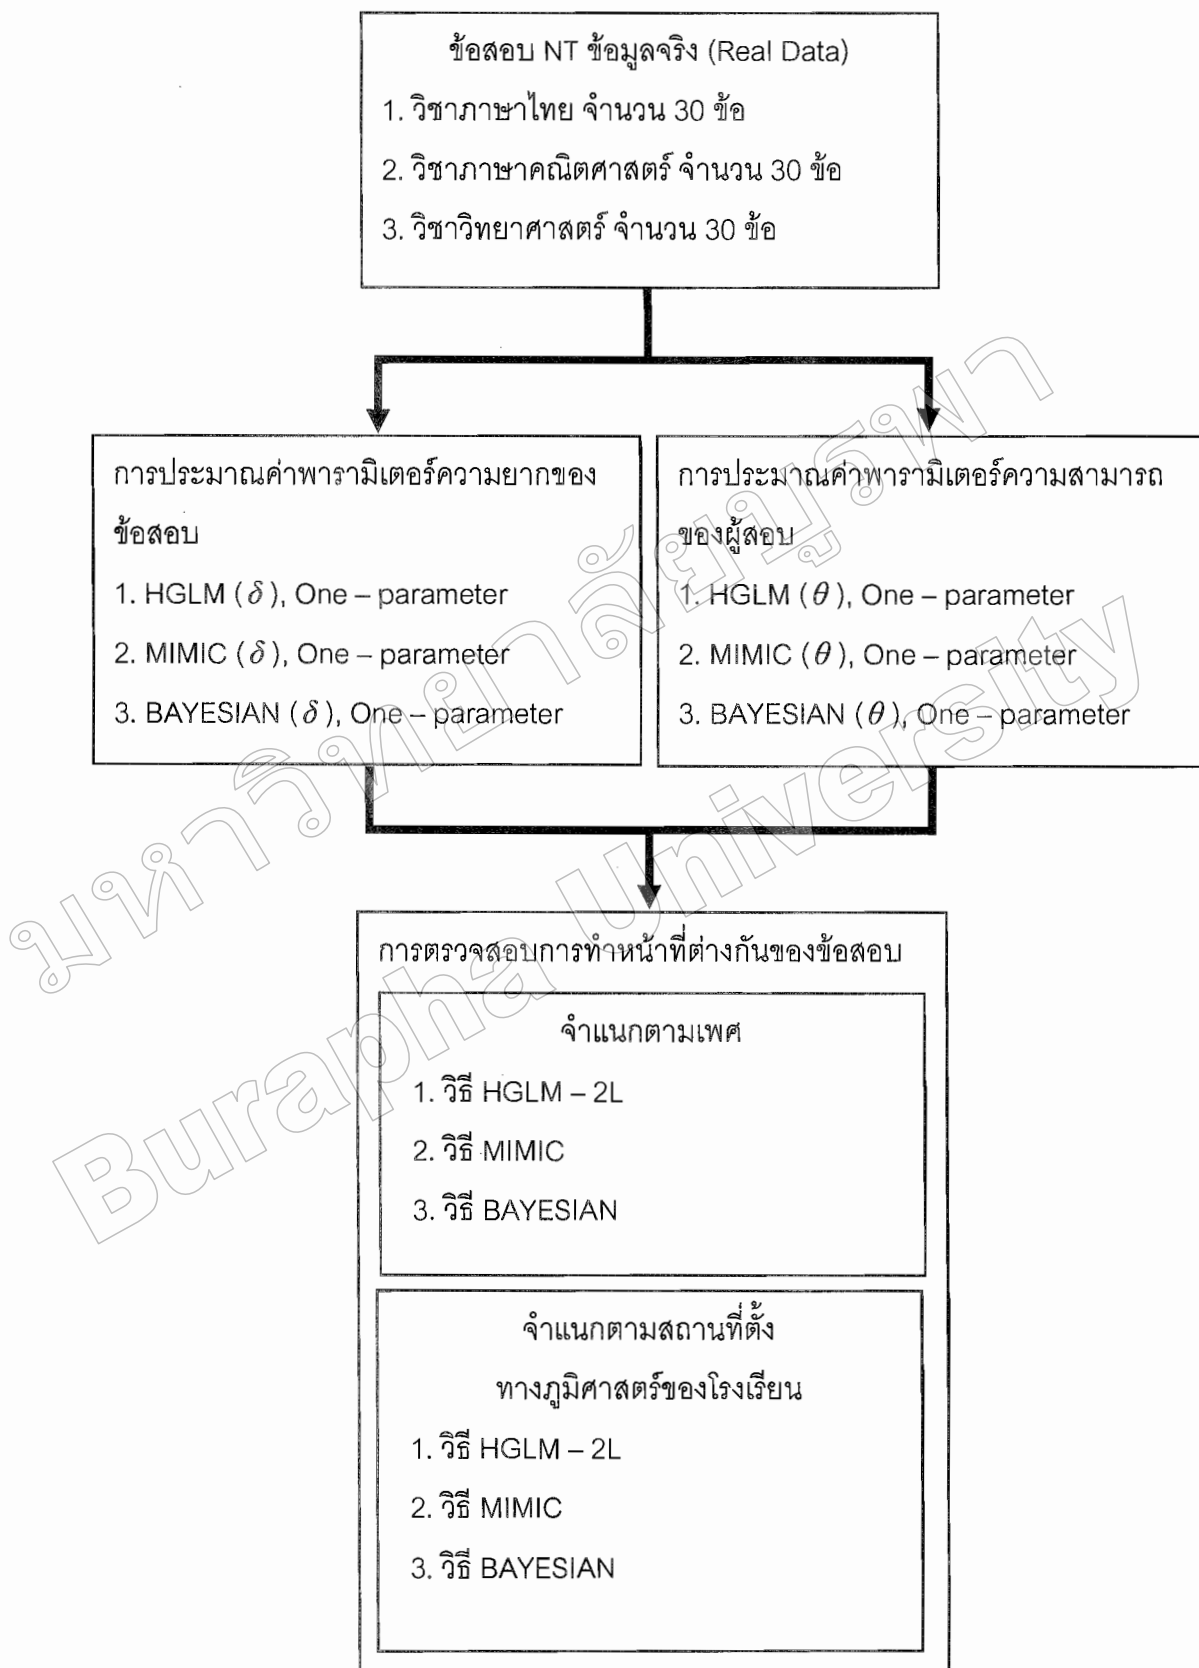 ข้อสอบ NT ข้อมูลจริง (Real Data)
1. วิชาภาษาไทย จำนวน 30 ข้อ
2. วิชาภาษาคณิตศาสตร์ จำนวน 30 ข้อ
3. วิชาวิทยาศาสตร์ จำนวน 30 ข้อ
การประมาณค่าพารามิเตอร์ความยากของ
ข้อสอบ
1. HGLM (δ), One – parameter
2. MIMIC (δ), One – parameter
3. BAYESIAN (δ), One – parameter
การประมาณค่าพารามิเตอร์ความสามารถ
ของผู้สอบ
1. HGLM (θ), One – parameter
2. MIMIC (θ), One – parameter
3. BAYESIAN (θ), One – parameter
การตรวจสอบการทำหน้าที่ต่างกันของข้อสอบ
จำแนกตามเพศ
1. วิธี HGLM – 2L
2. วิธี MIMIC
3. วิธี BAYESIAN
จำแนกตามสถานที่ตั้ง
ทางภูมิศาสตร์ของโรงเรียน
1. วิธี HGLM – 2L
2. วิธี MIMIC
3. วิธี BAYESIAN
มหาวิทยาลัยบูรพา
Burapha University